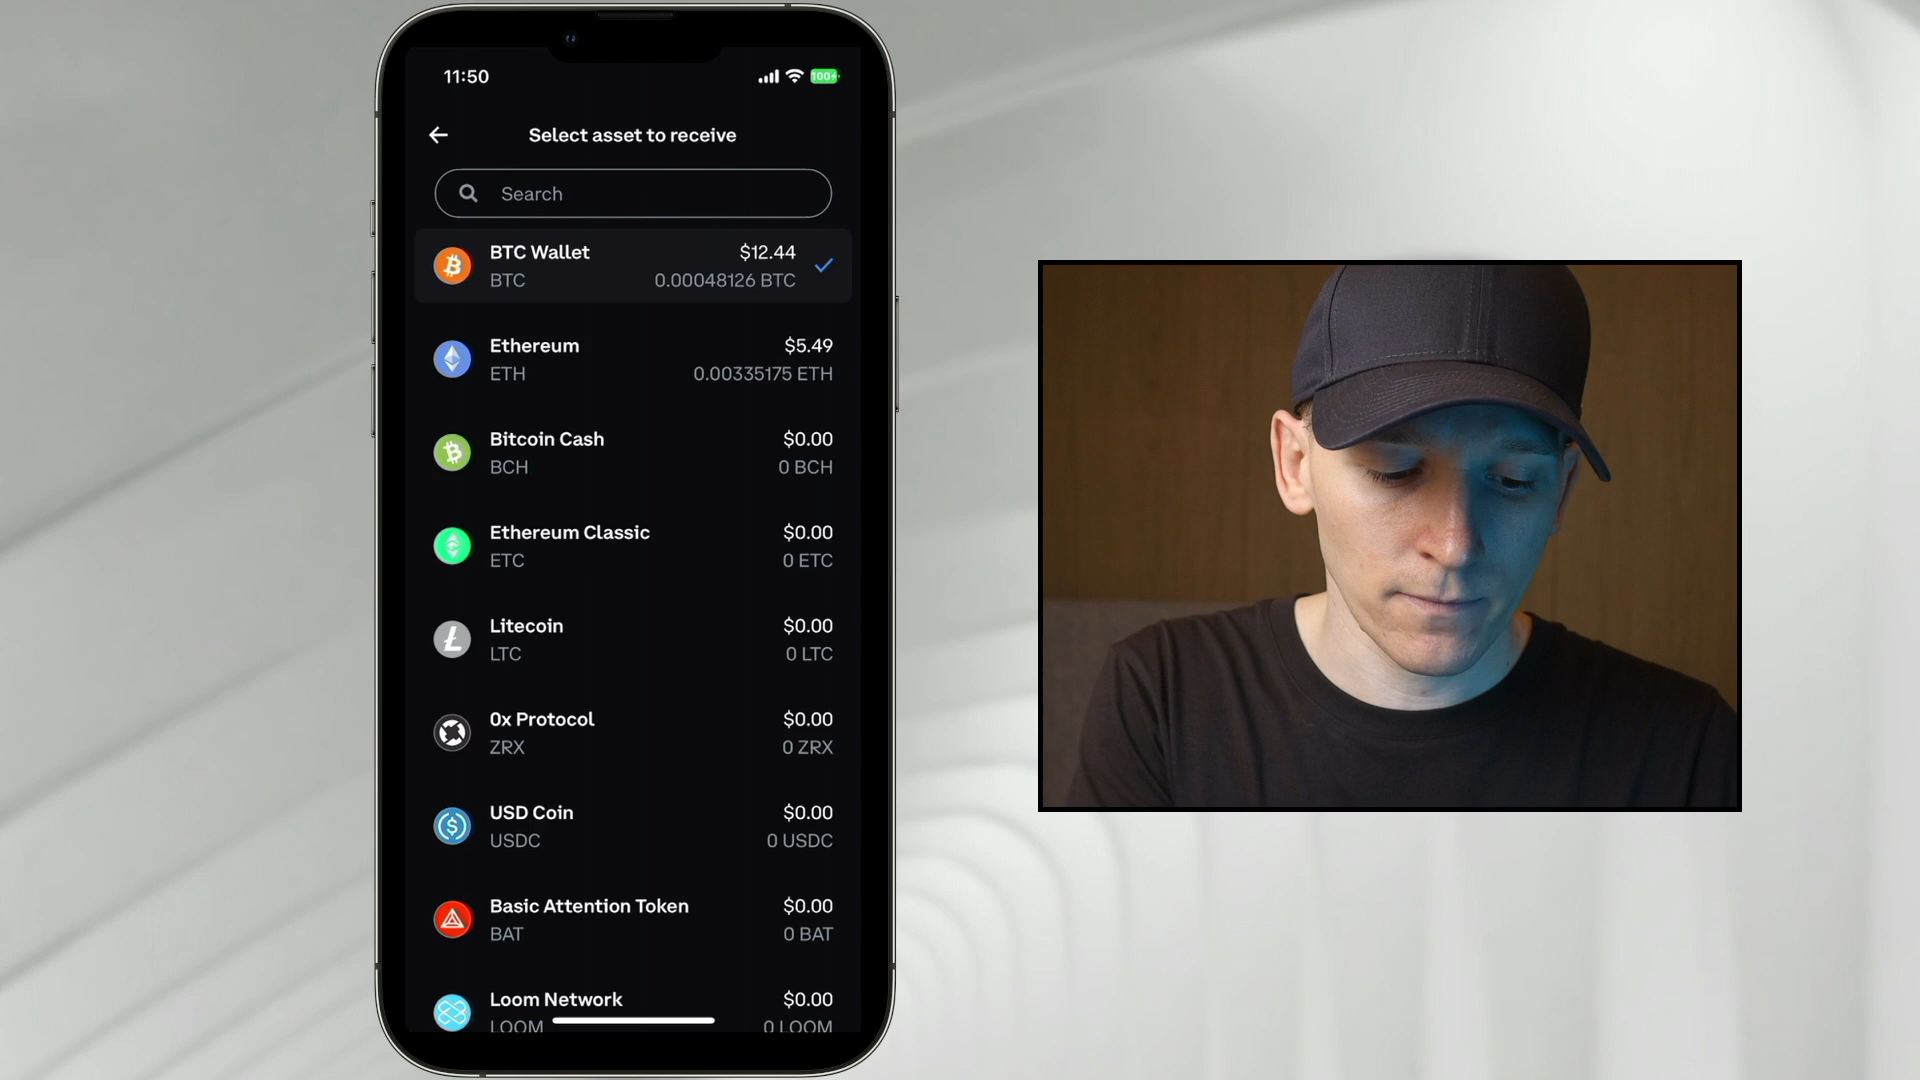 11:50
100
Select asset to receive
Search
BTC Wallet $12.44
BTC 0.00048126 BTC
Ethereum $5.49
ETH 0.00335175 ETH
Bitcoin Cash $0.00
BCH 0 BCH
Ethereum Classic $0.00
ETC 0 ETC
Litecoin $0.00
LTC 0 LTC
0x Protocol $0.00
ZRX 0 ZRX
USD Coin $0.00
USDC 0 USDC
Basic Attention Token $0.00
BAT 0 BAT
Loom Network $0.00
LOOM 0 LOOM